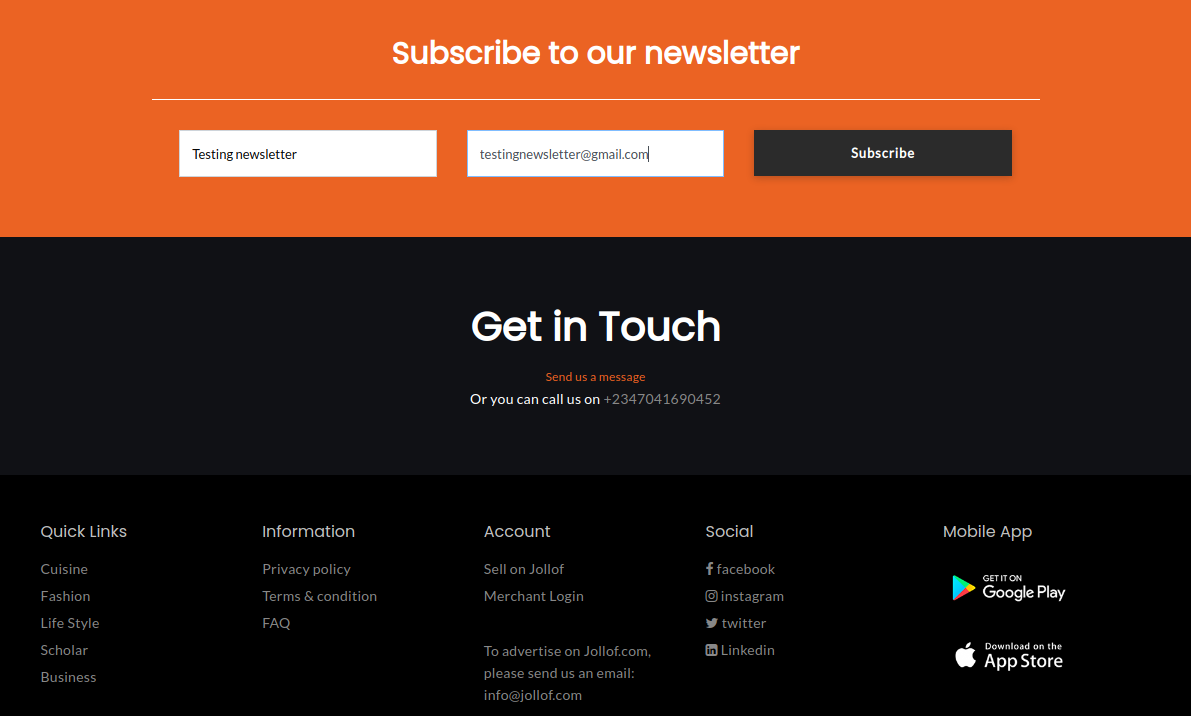 Subscribe to our newsletter
Testing newsletter
testingnewsletter@gmail.com
Subscribe
Get in Touch
Send us a message
Or you can call us on +2347041690452
Quick Links
Cuisine
Fashion
Life Style
Scholar
Business
Information
Privacy policy
Terms & condition
FAQ
Account
Sell on Jollof
Merchant Login
To advertise on Jollof.com,
please send us an email:
info@jollof.com
Social
facebook
instagram
twitter
Linkedin
Mobile App
GET IT ON
Google Play
Download on the
App Store